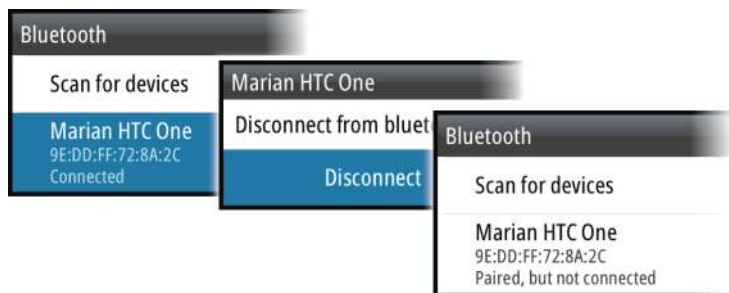 Bluetooth
Scan for devices
Marian HTC One
9E:DD:FF:72:8A:2C
Connected
Marian HTC One
Disconnect from
Disconnect
Bluetooth
Scan for devices
Marian HTC One
9E:DD:FF:72:8A:2C
Paired, but not connected